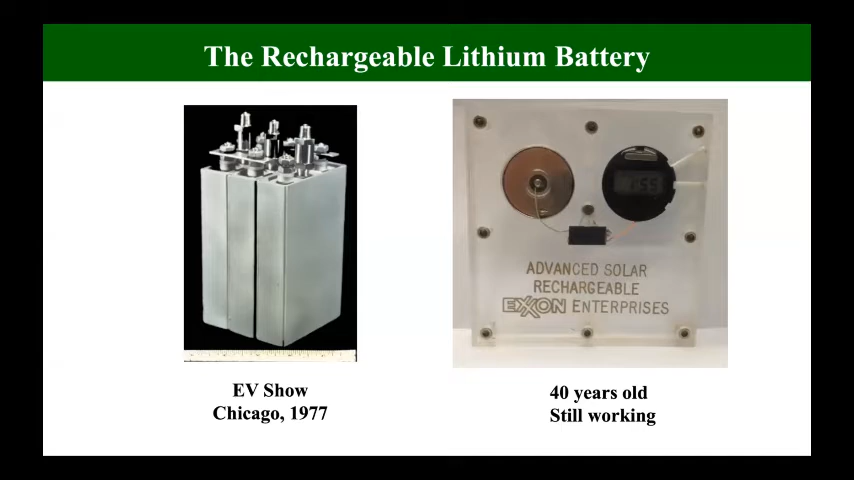 The Rechargeable Lithium Battery
ADVANCED SOLAR
RECHARGEABLE
EXXON ENTERPRISES
EV Show
Chicago, 1977
40 years old
Still working